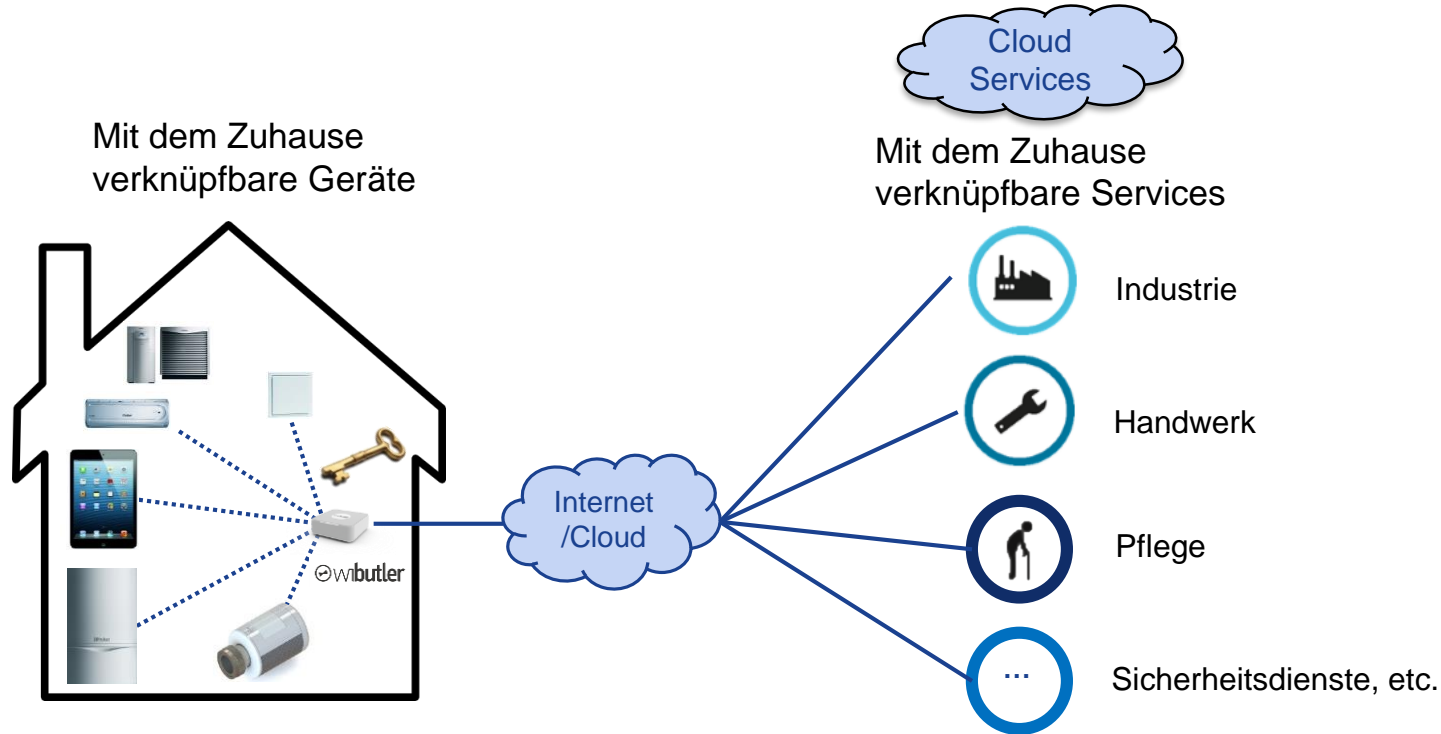 Cloud
Services
Mit dem Zuhause
verknüpfbare Geräte
Mit dem Zuhause
verknüpfbare Services
Industrie
Handwerk
Internet
/Cloud
wibutler
Pflege
...
Sicherheitsdienste, etc.